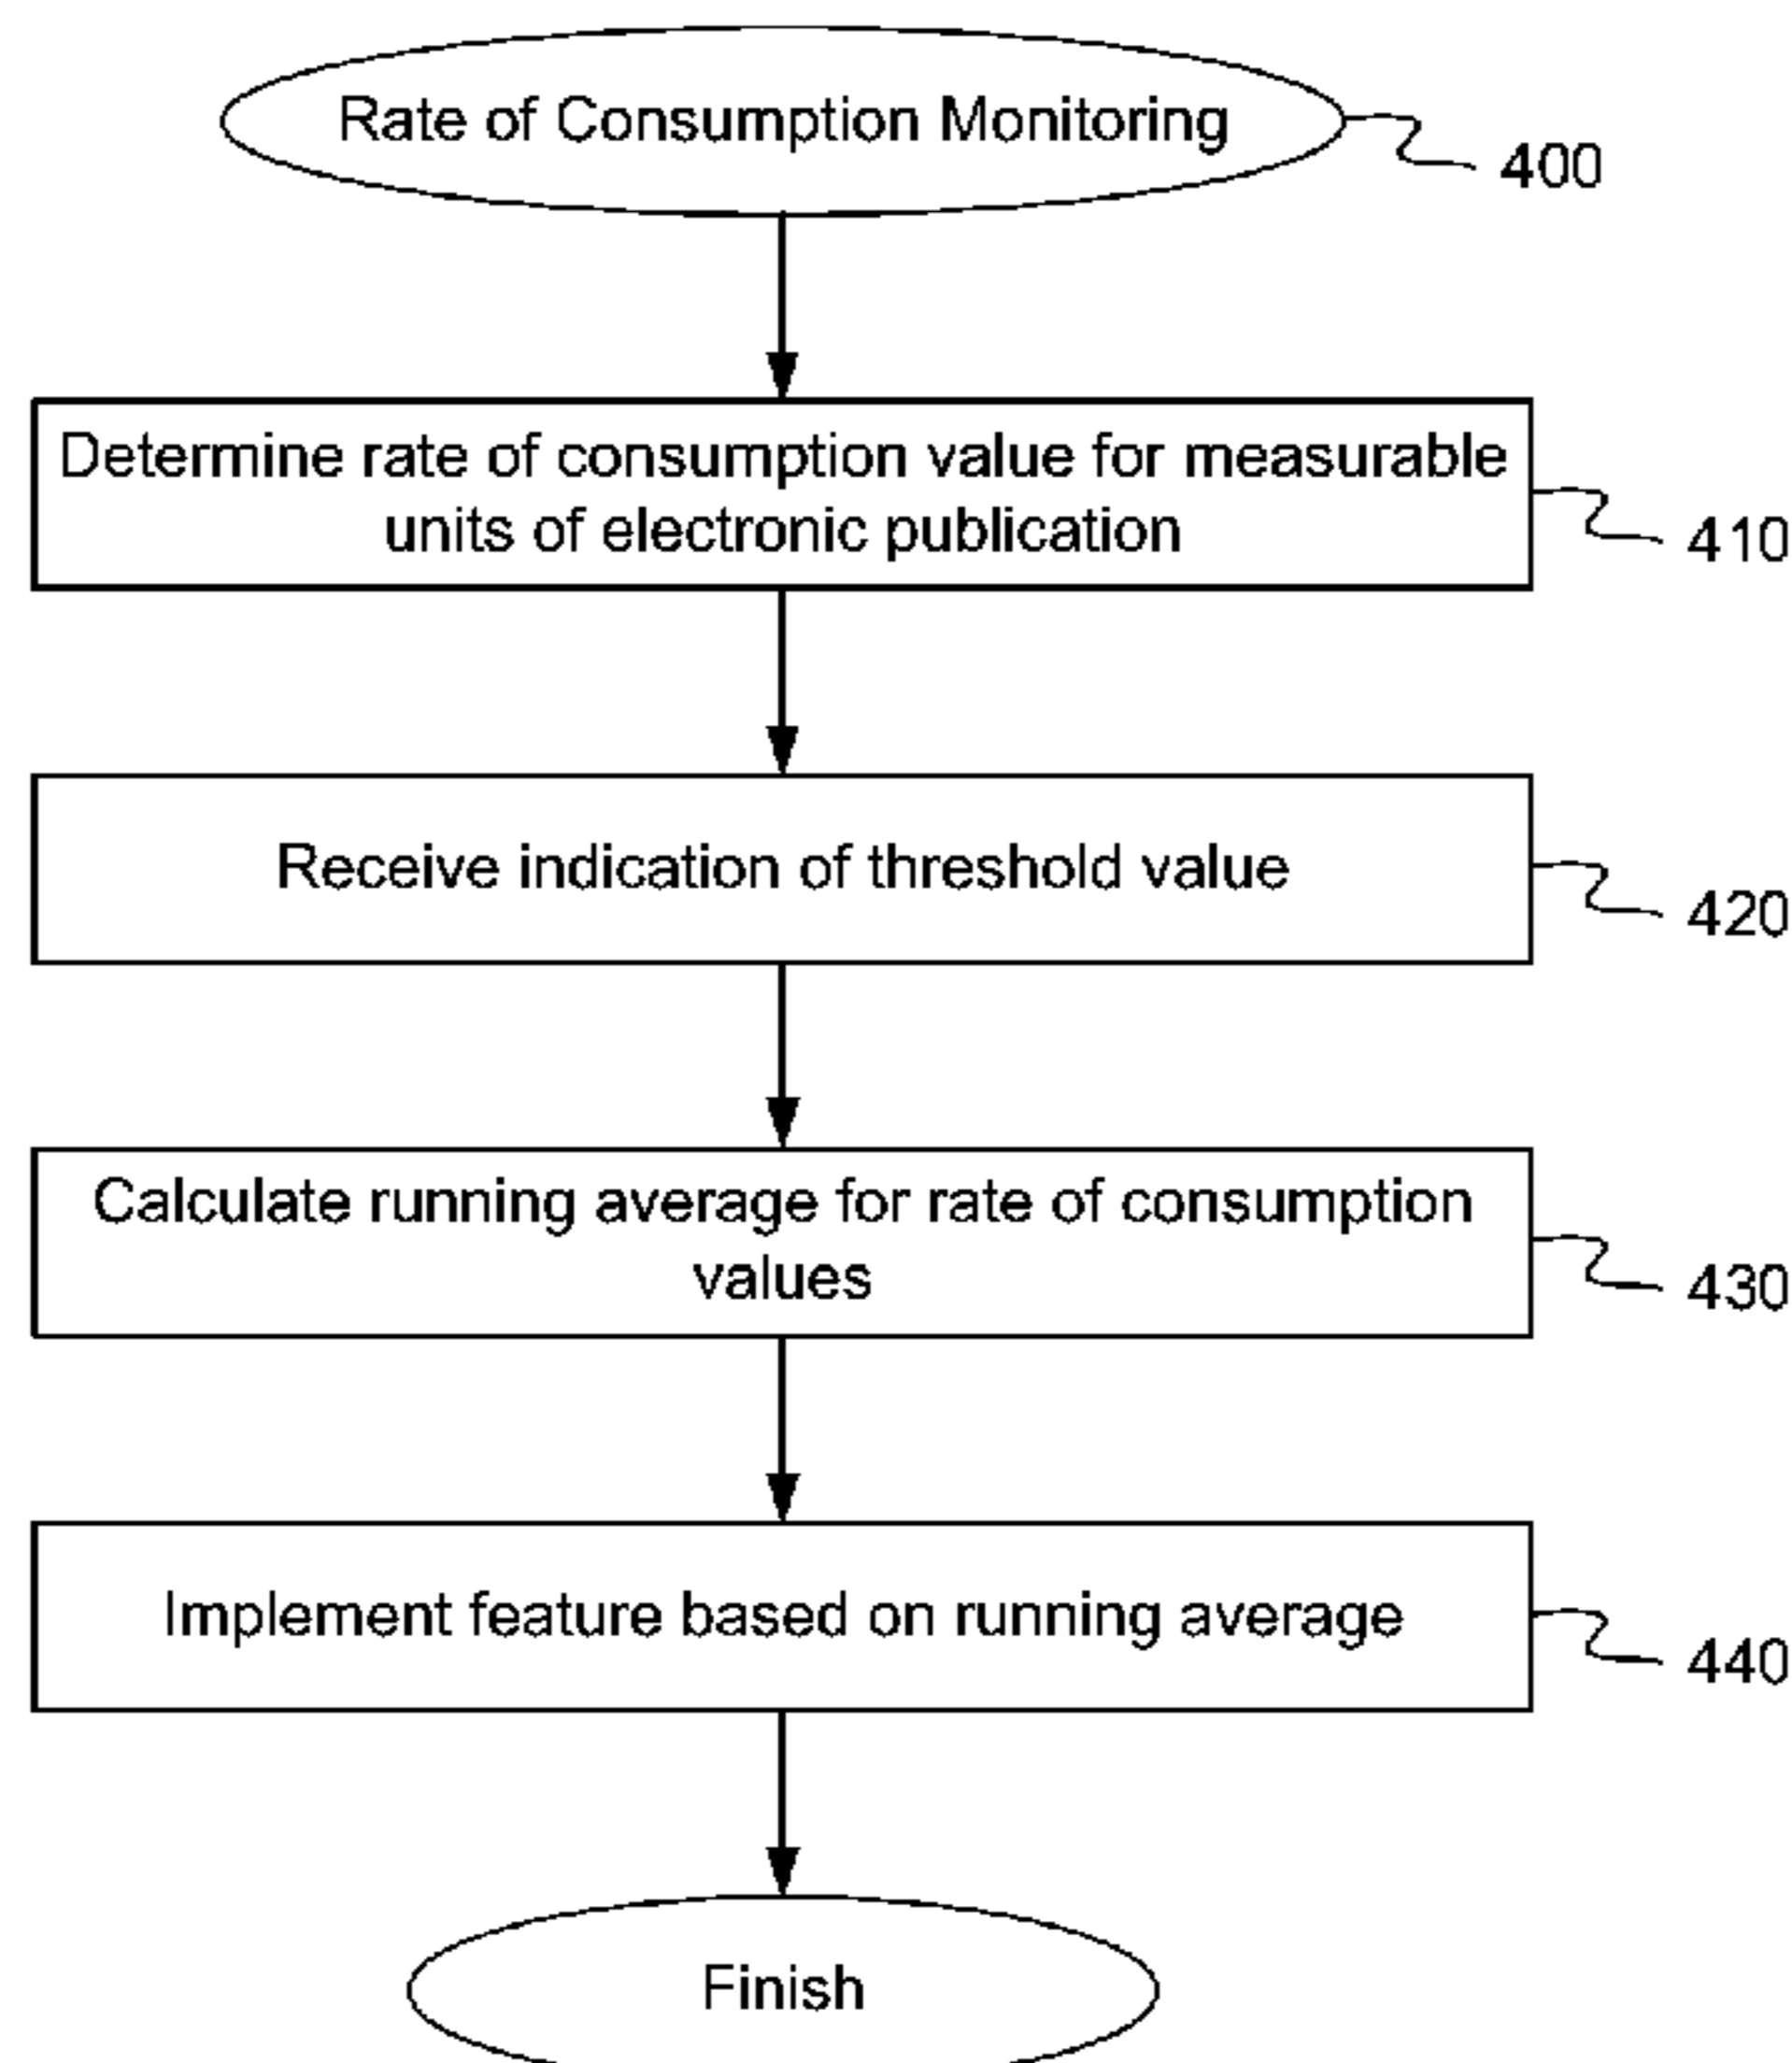 Rate of Consumption Monitoring
400
Determine rate of consumption value for measurable
units of electronic publication
410
Receive indication of threshold value
420
Calculate running average for rate of consumption
values
430
Implement feature based on running average
440
Finish